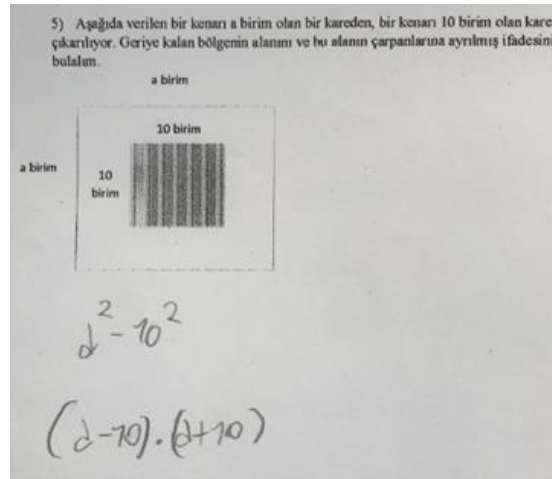 5) Aşağıda verilen bir kenarı a birim olan bir kareden, bir kenarı 10 birim olan kare
çıkarılıyor. Geriye kalan bölgenin alanını ve bu alanın çarpanlarına ayrılmış ifadesini
bulalım.
a birim
10 birim
a birim
10
birim
a² - 10²
(a-10).(a+10)